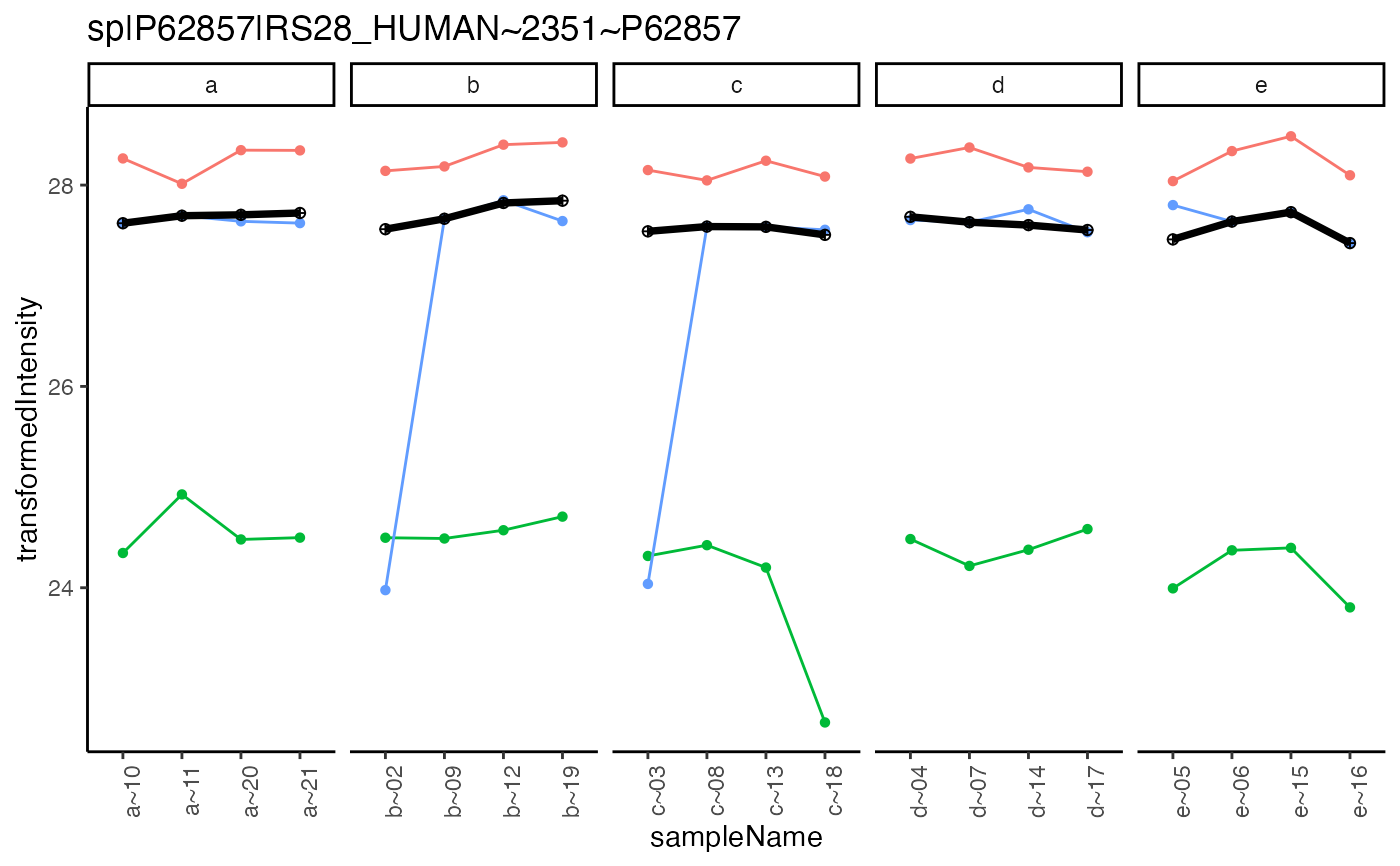 sp|P62857|RS28_HUMAN~2351~P62857
a b c d e
transformedIntensity
28
26
24
a~10 a~11 a~20 a~21 b~02 b~09 b~12 b~19 c~03 c~08 c~13 c~18 d~04 d~07 d~14 d~17 e~05 e~06 e~15 e~16
sampleName